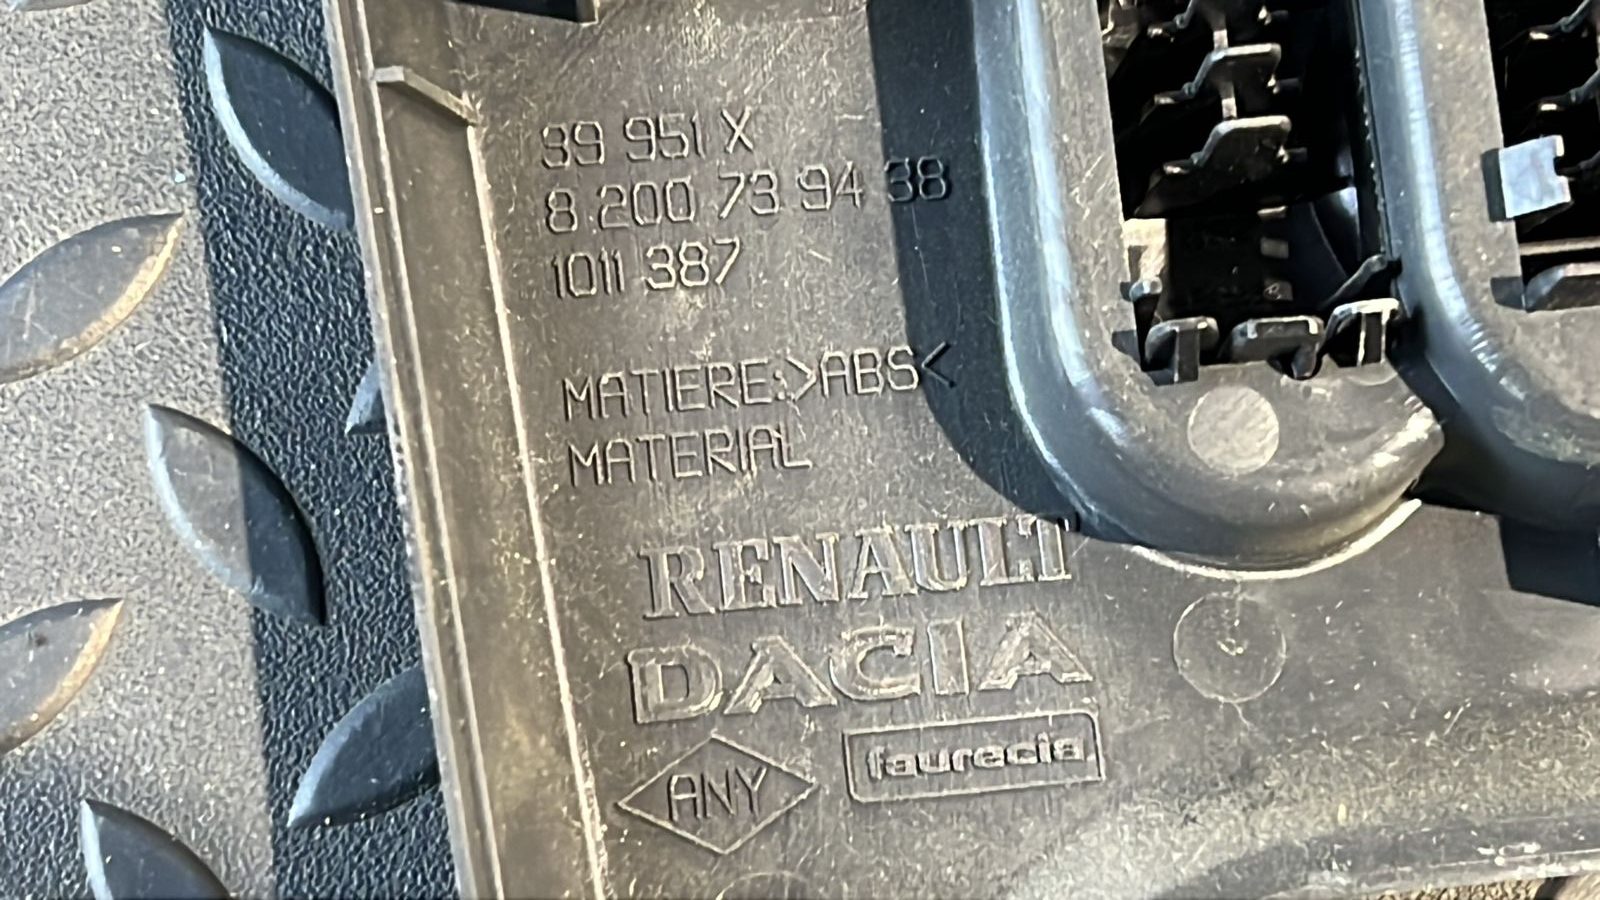 39 951 X
8 200 73 94 38
1011 387
MATIERE:>ABS<
MATERIAL
RENAULT
DACIA
ANY
faurecia